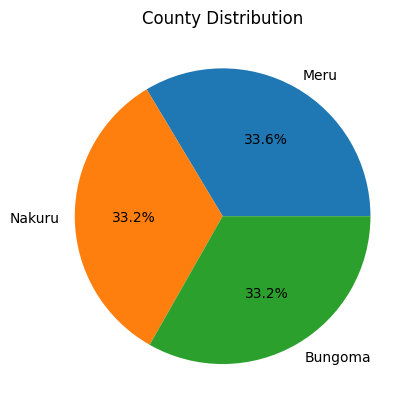 County Distribution
Meru
33.6%
Nakuru
33.2%
33.2%
Bungoma